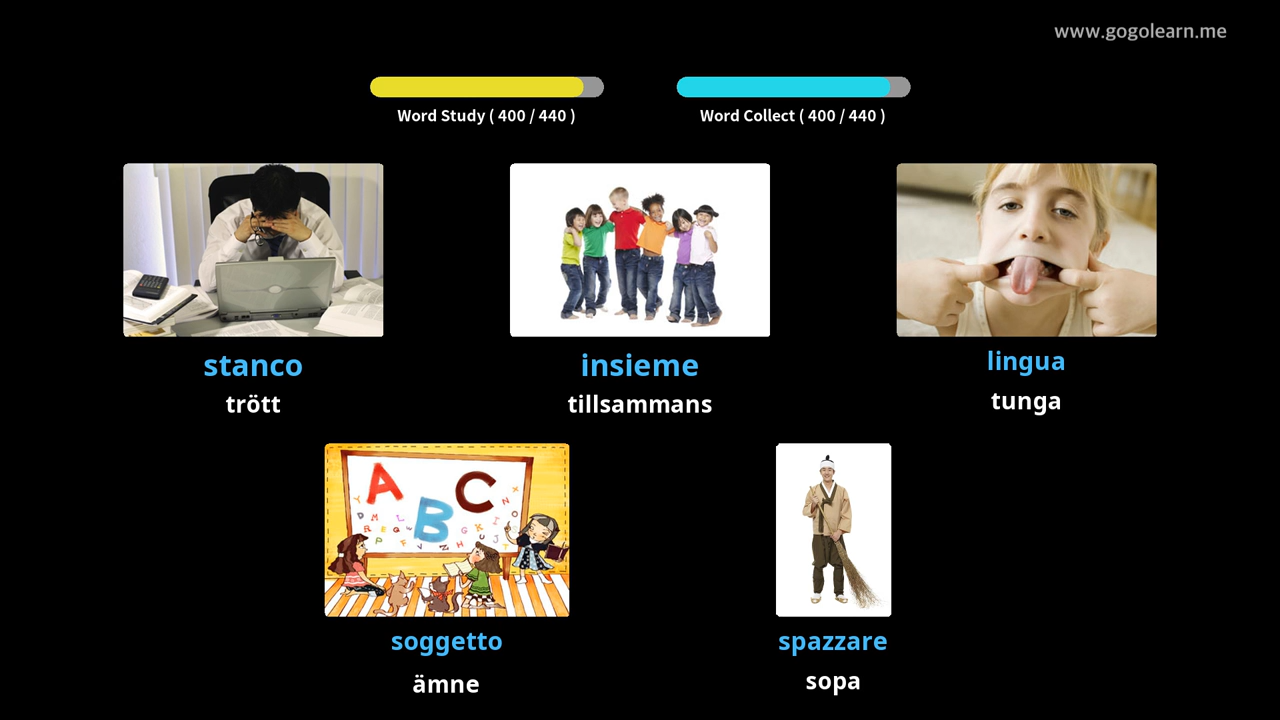 www.gogolearn.me
Word Study ( 400 / 440 )
Word Collect ( 400 / 440 )
stanco
trött
insieme
tillsammans
lingua
tunga
A B C
soggetto
ämne
spazzare
sopa